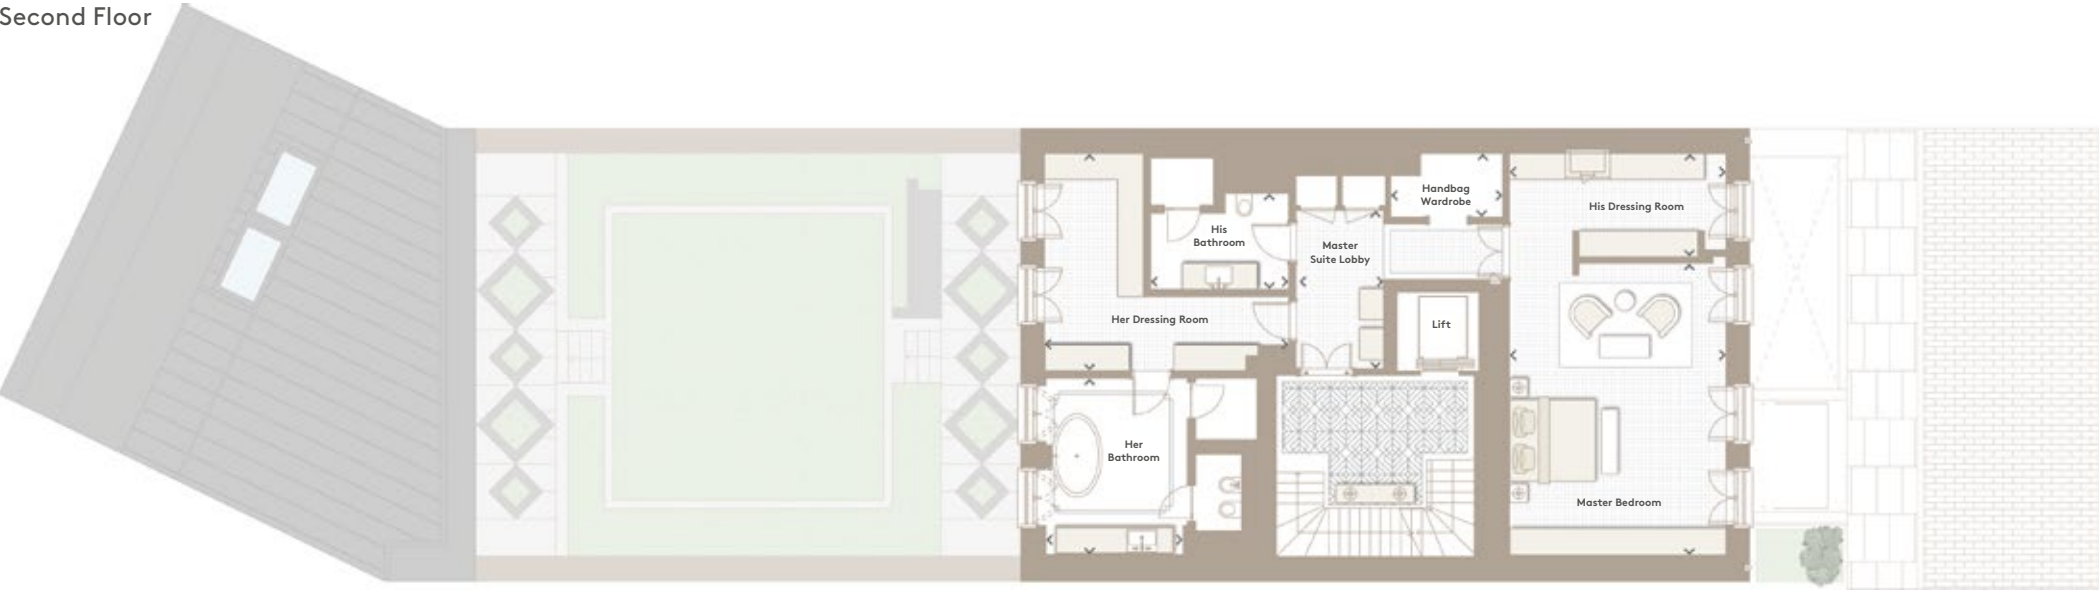 Second Floor
Handbag
Wardrobe
His Dressing Room
His
Bathroom
Master
Suite Lobby
Her Dressing Room
Lift
Her
Bathroom
Master Bedroom